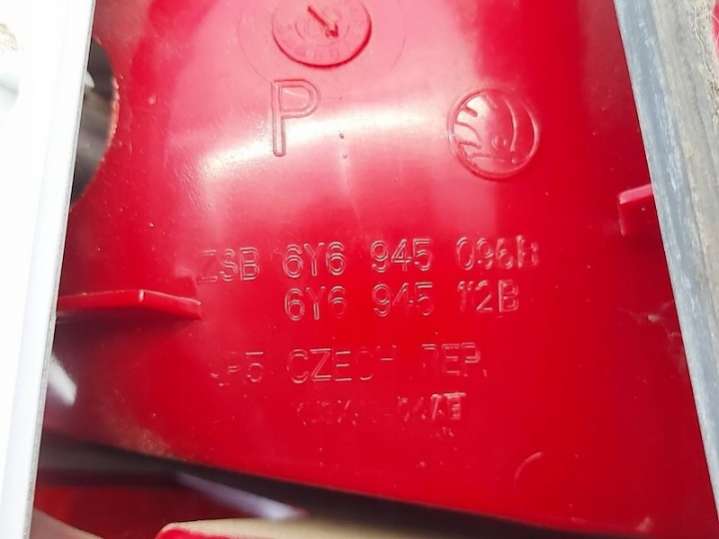 P
ZSB 6Y6 945 096B
6Y6 945 112B
CZECH REP.